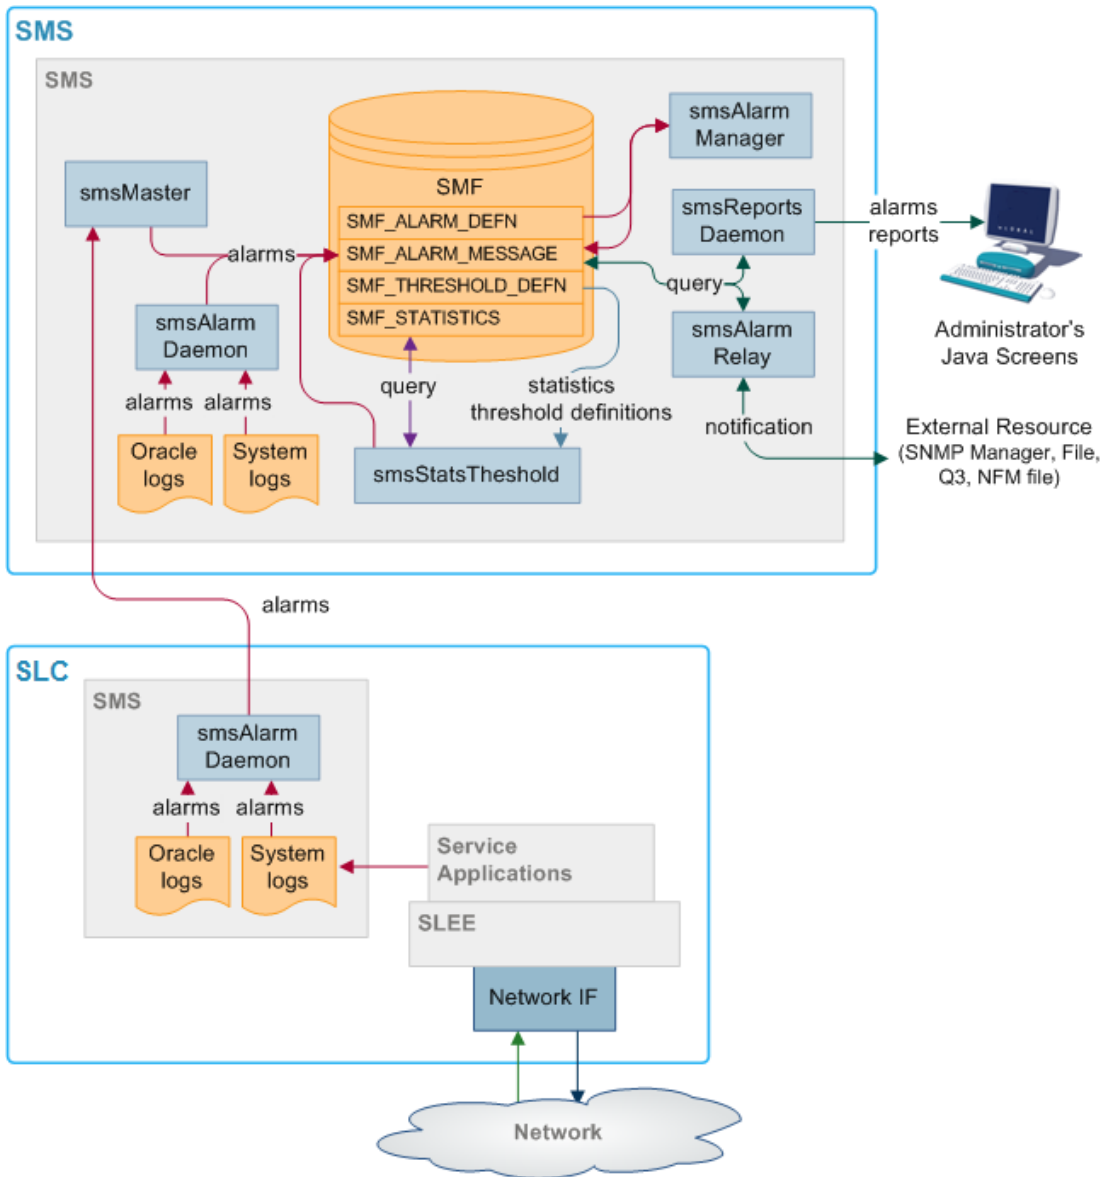 SMS
SMS
smsAlarm
Manager
SMF
smsMaster
SMF_ALARM_DEFN
SMF_ALARM_MESSAGE
SMF_THRESHOLD_DEFN
SMF_STATISTICS
smsReports
Daemon
alarms
reports
alarms
query
smsAlarm
Daemon
smsAlarm
Relay
Administrator's
Java Screens
alarms
alarms
query
statistics
threshold definitions
notification
External Resource
(SNMP Manager, File,
Q3, NFM file)
Oracle
logs
System
logs
smsStatsTheshold
alarms
SLC
SMS
smsAlarm
Daemon
alarms
alarms
Oracle
logs
System
logs
Service
Applications
SLEE
Network IF
Network